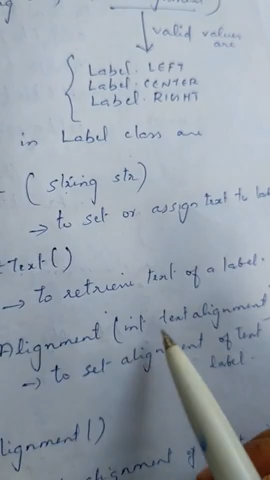 valid values
are
Label. LEFT
Label. CENTER
Label. RIGHT
in Label class are
(string str)
→ to set or assign text to
Text()
→ to retrieve text of a label.
Alignment (int textalignment
→ to set alignment of text
label.
lignment()
alignment